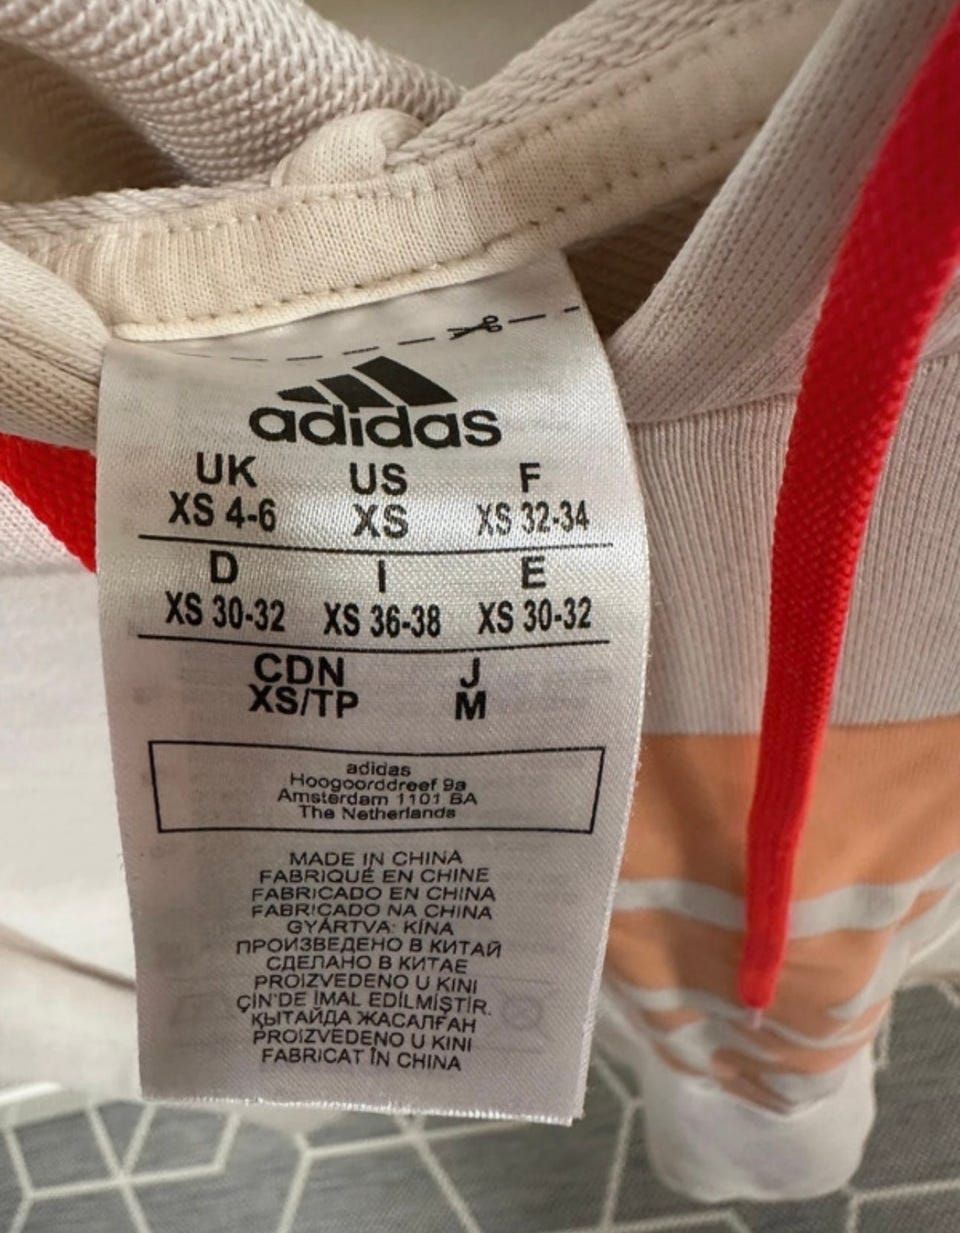 adidas
UK US F
XS 4-6 XS XS 32-34
D I E
XS 30-32 XS 36-38 XS 30-32
CDN J
XS/TP M
adidas
Hoogoorddreef 9a
Amsterdam 1101 BA
The Netherlands
MADE IN CHINA
FABRIQUÉ EN CHINE
FABRICADO EN CHINA
FABRICADO NA CHINA
GYÁRTVA: KÍNA
ПРОИЗВЕДЕНО В КИТАЙ
СДЕЛАНО В КИТАЕ
PROIZVEDENO U KINI
ÇİN'DE İMAL EDİLMİŞTİR.
ҚЫТАЙДА ЖАСАЛҒАН
PROIZVEDENO U KINI
FABRICAT ÎN CHINA